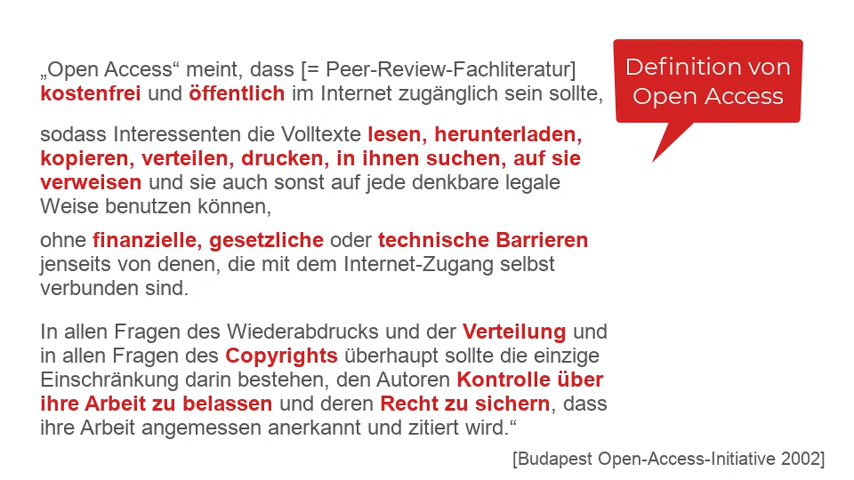 „Open Access“ meint, dass [= Peer-Review-Fachliteratur]
kostenfrei und öffentlich im Internet zugänglich sein sollte,
Definition von
Open Access
sodass Interessenten die Volltexte lesen, herunterladen,
kopieren, verteilen, drucken, in ihnen suchen, auf sie
verweisen und sie auch sonst auf jede denkbare legale
Weise benutzen können,
ohne finanzielle, gesetzliche oder technische Barrieren
jenseits von denen, die mit dem Internet-Zugang selbst
verbunden sind.
In allen Fragen des Wiederabdrucks und der Verteilung und
in allen Fragen des Copyrights überhaupt sollte die einzige
Einschränkung darin bestehen, den Autoren Kontrolle über
ihre Arbeit zu belassen und deren Recht zu sichern, dass
ihre Arbeit angemessen anerkannt und zitiert wird.“
[Budapest Open-Access-Initiative 2002]